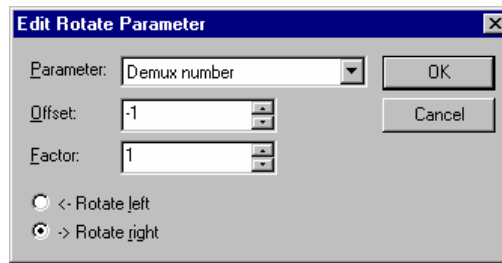 Edit Rotate Parameter
Parameter: Demux number OK
Offset: -1 Cancel
Factor: 1
<- Rotate left
-> Rotate right